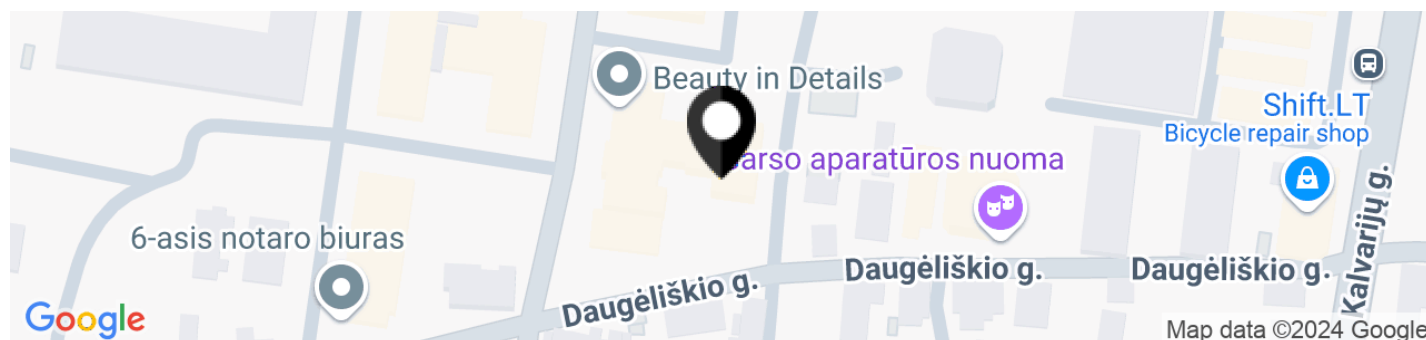 Beauty in Details
Shift.LT
Bicycle repair shop
arso aparatūros nuoma
6-asis notaro biuras
Kalvarijų g.
Daugėliškio g.
Daugėliškio g.
Daugėliškio g.
Google
Map data ©2024 Google